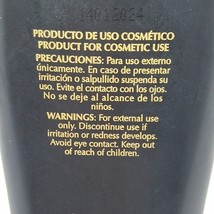 14012024
PRODUCTO DE USO COSMÉTICO
PRODUCT FOR COSMETIC USE
PRECAUCIONES: Para uso externo
únicamente. En caso de presentar
irritación o salpullido suspenda su
uso. Evite el contacto con los ojos.
No se deje al alcance de los
niños.
WARNINGS: For external use
only. Discontinue use if
irritation or redness develops.
Avoid eye contact. Keep out
of reach of children.